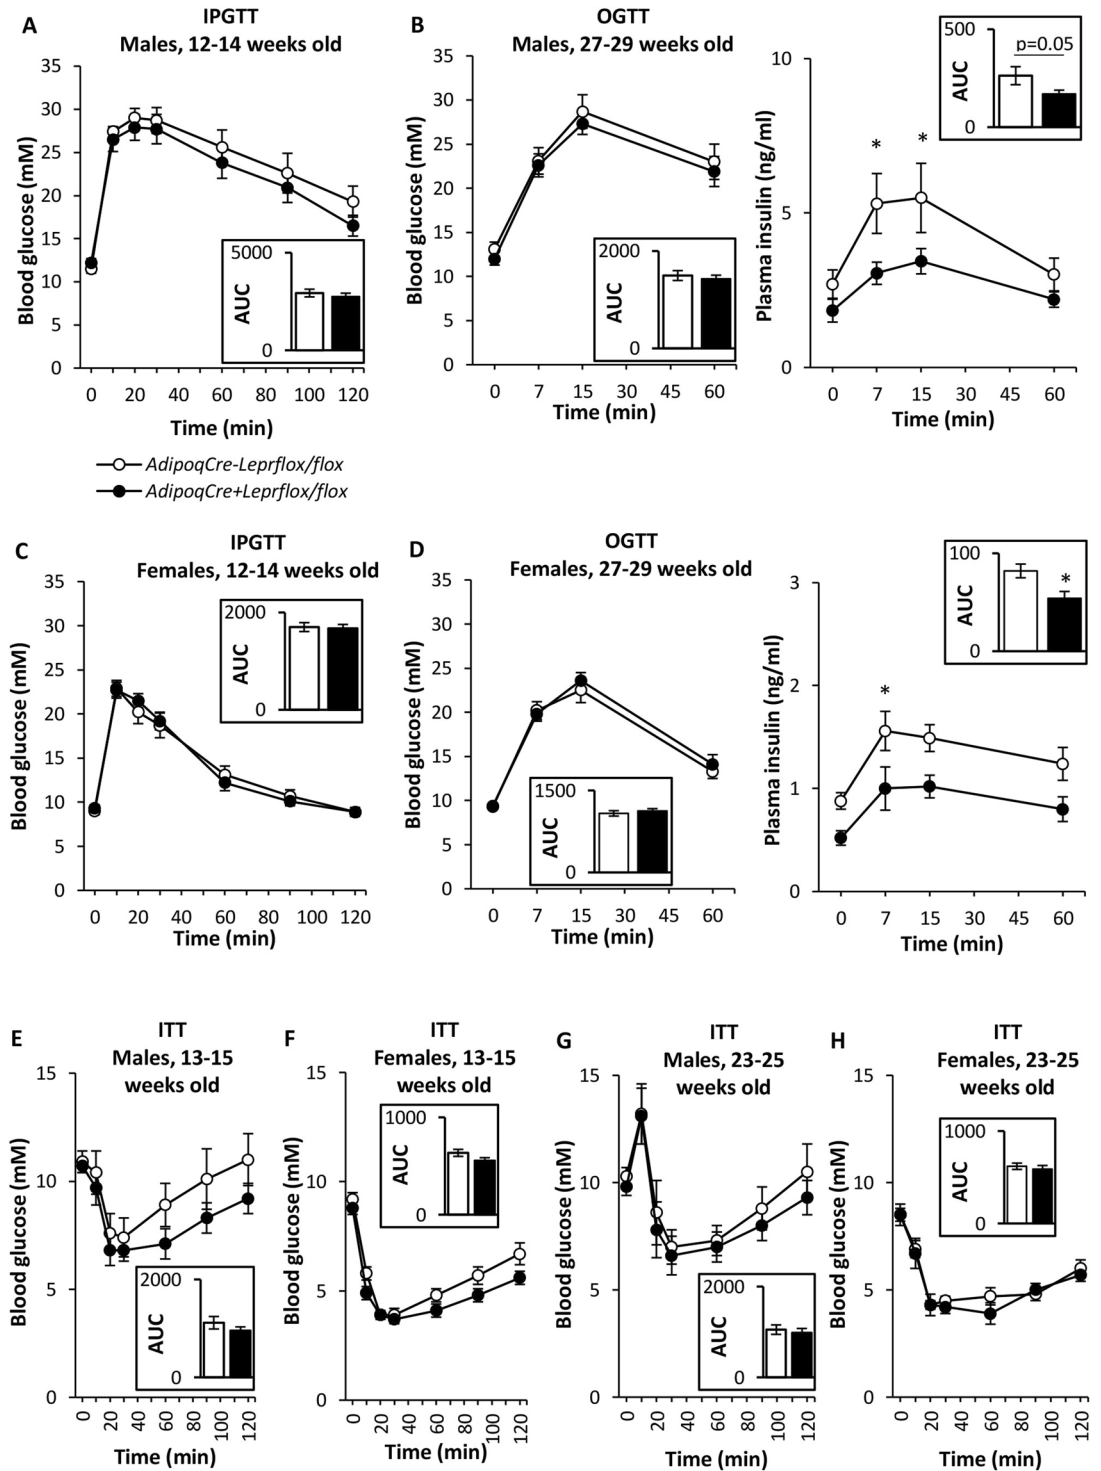 A
IPGTT
Males, 12-14 weeks old
Blood glucose (mM)
35
30
25
20
15
10
5
0
0 20 40 60 80 100 120
Time (min)
5000
AUC
0
B
OGTT
Males, 27-29 weeks old
Blood glucose (mM)
35
30
25
20
15
10
5
0
0 7 15 30 45 60
Time (min)
2000
AUC
0
Plasma insulin (ng/ml)
10
5
0
* *
0 7 15 30 45 60
Time (min)
500
p=0.05
AUC
0
AdipoqCre-Leprflox/flox
AdipoqCre+Leprflox/flox
C
IPGTT
Females, 12-14 weeks old
Blood glucose (mM)
35
30
25
20
15
10
5
0
0 20 40 60 80 100 120
Time (min)
2000
AUC
0
D
OGTT
Females, 27-29 weeks old
Blood glucose (mM)
35
30
25
20
15
10
5
0
0 7 15 30 45 60
Time (min)
1500
AUC
0
Plasma insulin (ng/ml)
3
2
1
0
*
0 7 15 30 45 60
Time (min)
100
AUC
*
0
E
ITT
Males, 13-15
weeks old
Blood glucose (mM)
15
10
5
0
0 20 40 60 80 100 120
Time (min)
2000
AUC
0
F
ITT
Females, 13-15
weeks old
Blood glucose (mM)
15
10
5
0
0 20 40 60 80 100 120
Time (min)
1000
AUC
0
G
ITT
Males, 23-25
weeks old
Blood glucose (mM)
15
10
5
0
0 20 40 60 80 100 120
Time (min)
2000
AUC
0
H
ITT
Females, 23-25
weeks old
Blood glucose (mM)
15
10
5
0
0 20 40 60 80 100 120
Time (min)
1000
AUC
0